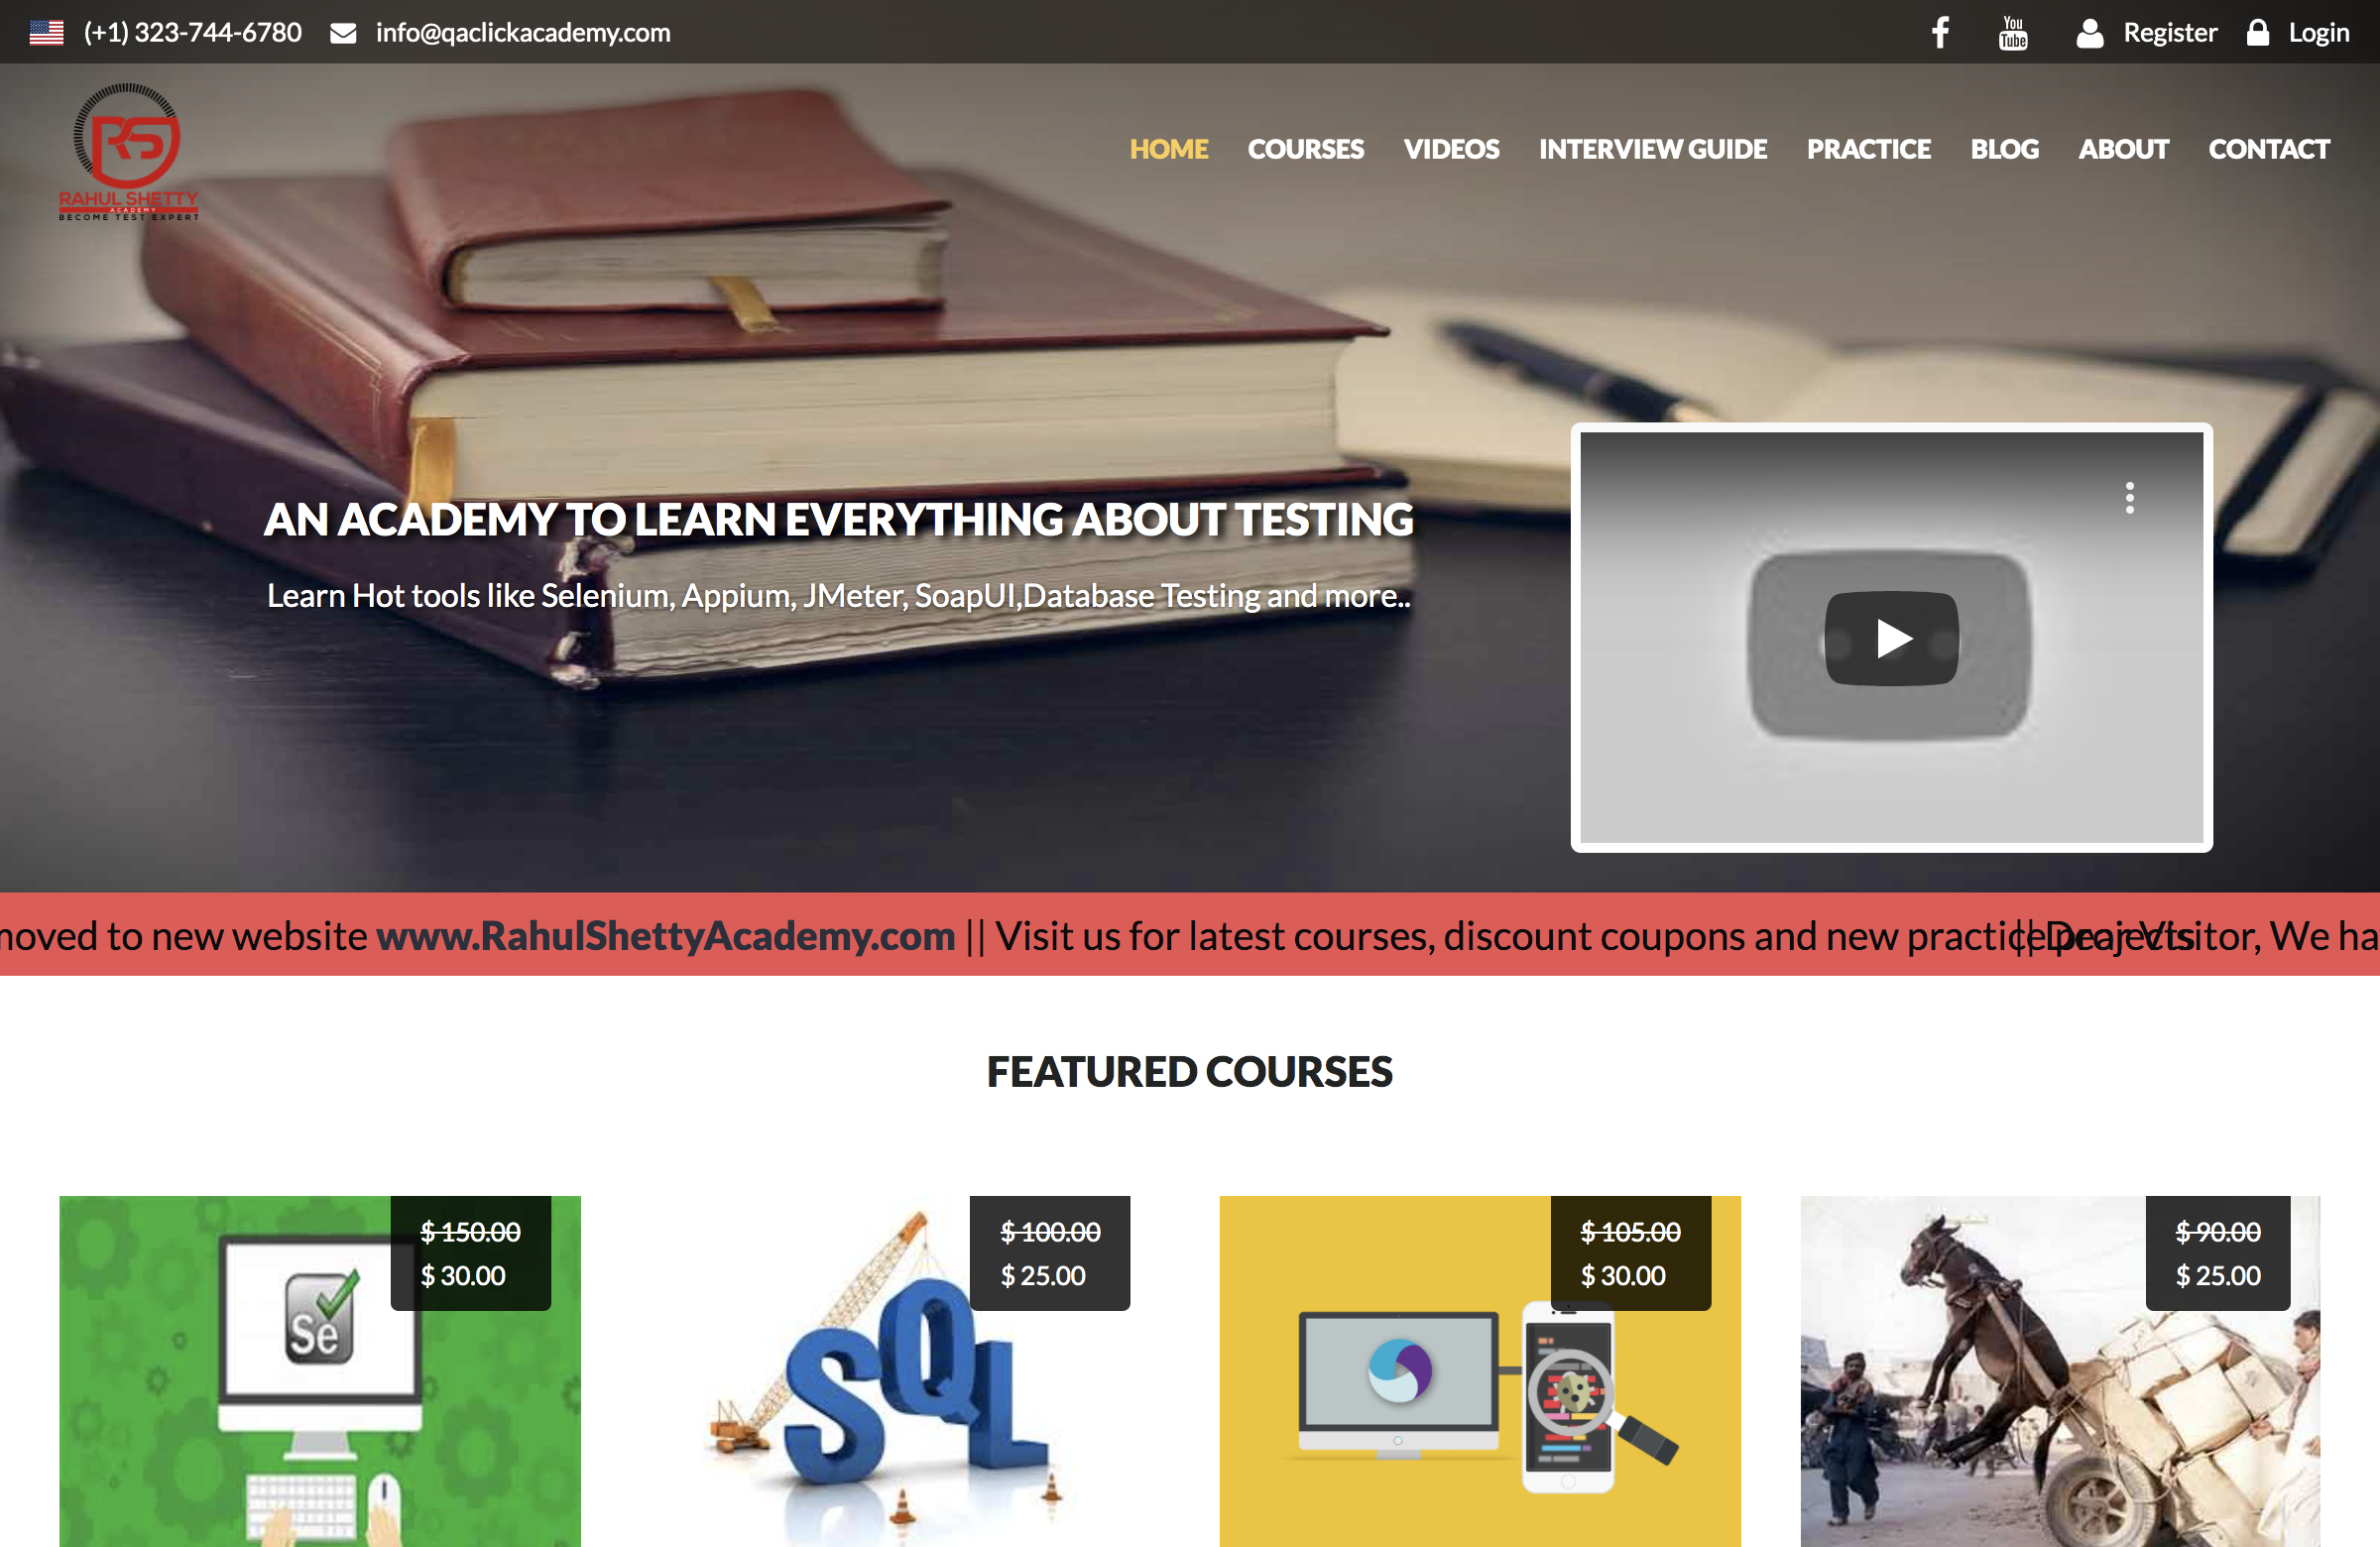 (+1) 323-744-6780 info@qaclickacademy.com You Tube Register Login
RS
RAHUL SHETTY
ACADEMY
BECOME TEST EXPERT
HOME COURSES VIDEOS INTERVIEW GUIDE PRACTICE BLOG ABOUT CONTACT
AN ACADEMY TO LEARN EVERYTHING ABOUT TESTING
Learn Hot tools like Selenium, Appium, JMeter, SoapUI,Database Testing and more..
moved to new website www.RahulShettyAcademy.com || Visit us for latest courses, discount coupons and new practice projects || Dear Visitor, We ha
FEATURED COURSES
$ 150.00
$ 30.00
Se
$ 100.00
$ 25.00
SQL
$ 105.00
$ 30.00
$ 90.00
$ 25.00